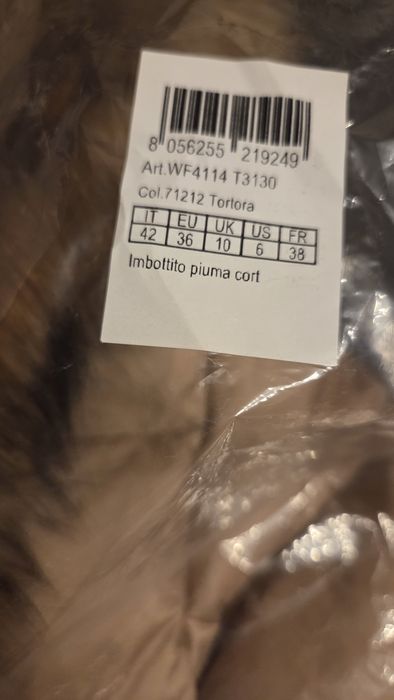 8 056255 219249
Art.WF4114 T3130
Col.71212 Tortora
IT EU UK US FR
42 36 10 6 38
Imbottito piuma cort